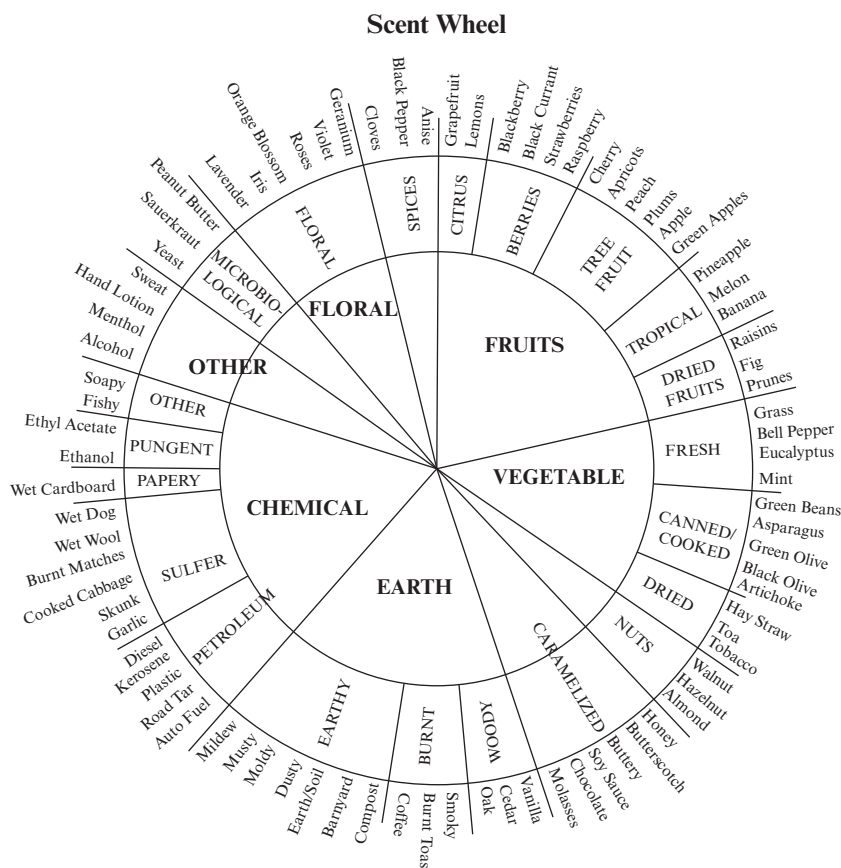 Scent Wheel
FRUITS
CITRUS
Grapefruit
Lemons
BERRIES
Blackberry
Black Currant
Strawberries
Raspberry
TREE
FRUIT
Cherry
Apricots
Peach
Plums
Apple
Green Apples
TROPICAL
Pineapple
Melon
Banana
DRIED
FRUITS
Raisins
Fig
Prunes
VEGETABLE
FRESH
Grass
Bell Pepper
Eucalyptus
Mint
CANNED/
COOKED
Green Beans
Asparagus
Green Olive
Black Olive
Artichoke
DRIED
Hay Straw
Toa
Tobacco
NUTS
Walnut
Hazelnut
Almond
CARAMELIZED
Honey
Butterscotch
Buttery
Soy Sauce
Chocolate
Molasses
EARTH
WOODY
Vanilla
Cedar
Oak
BURNT
Smoky
Burnt Toas
Coffee
EARTHY
Compost
Barnyard
Earth/Soil
Dusty
Moldy
Musty
Mildew
CHEMICAL
PETROLEUM
Auto Fuel
Road Tar
Plastic
Kerosene
Diesel
SULFER
Garlic
Skunk
Cooked Cabbage
Burnt Matches
Wet Wool
Wet Dog
PAPERY
Wet Cardboard
PUNGENT
Ethanol
Ethyl Acetate
OTHER
Fishy
Soapy
OTHER
Alcohol
Menthol
Hand Lotion
Sweat
MICROBIO-
LOGICAL
Yeast
Sauerkraut
Peanut Butter
FLORAL
FLORAL
Lavender
Iris
Orange Blossom
Roses
Violet
Geranium
SPICES
Cloves
Black Pepper
Anise